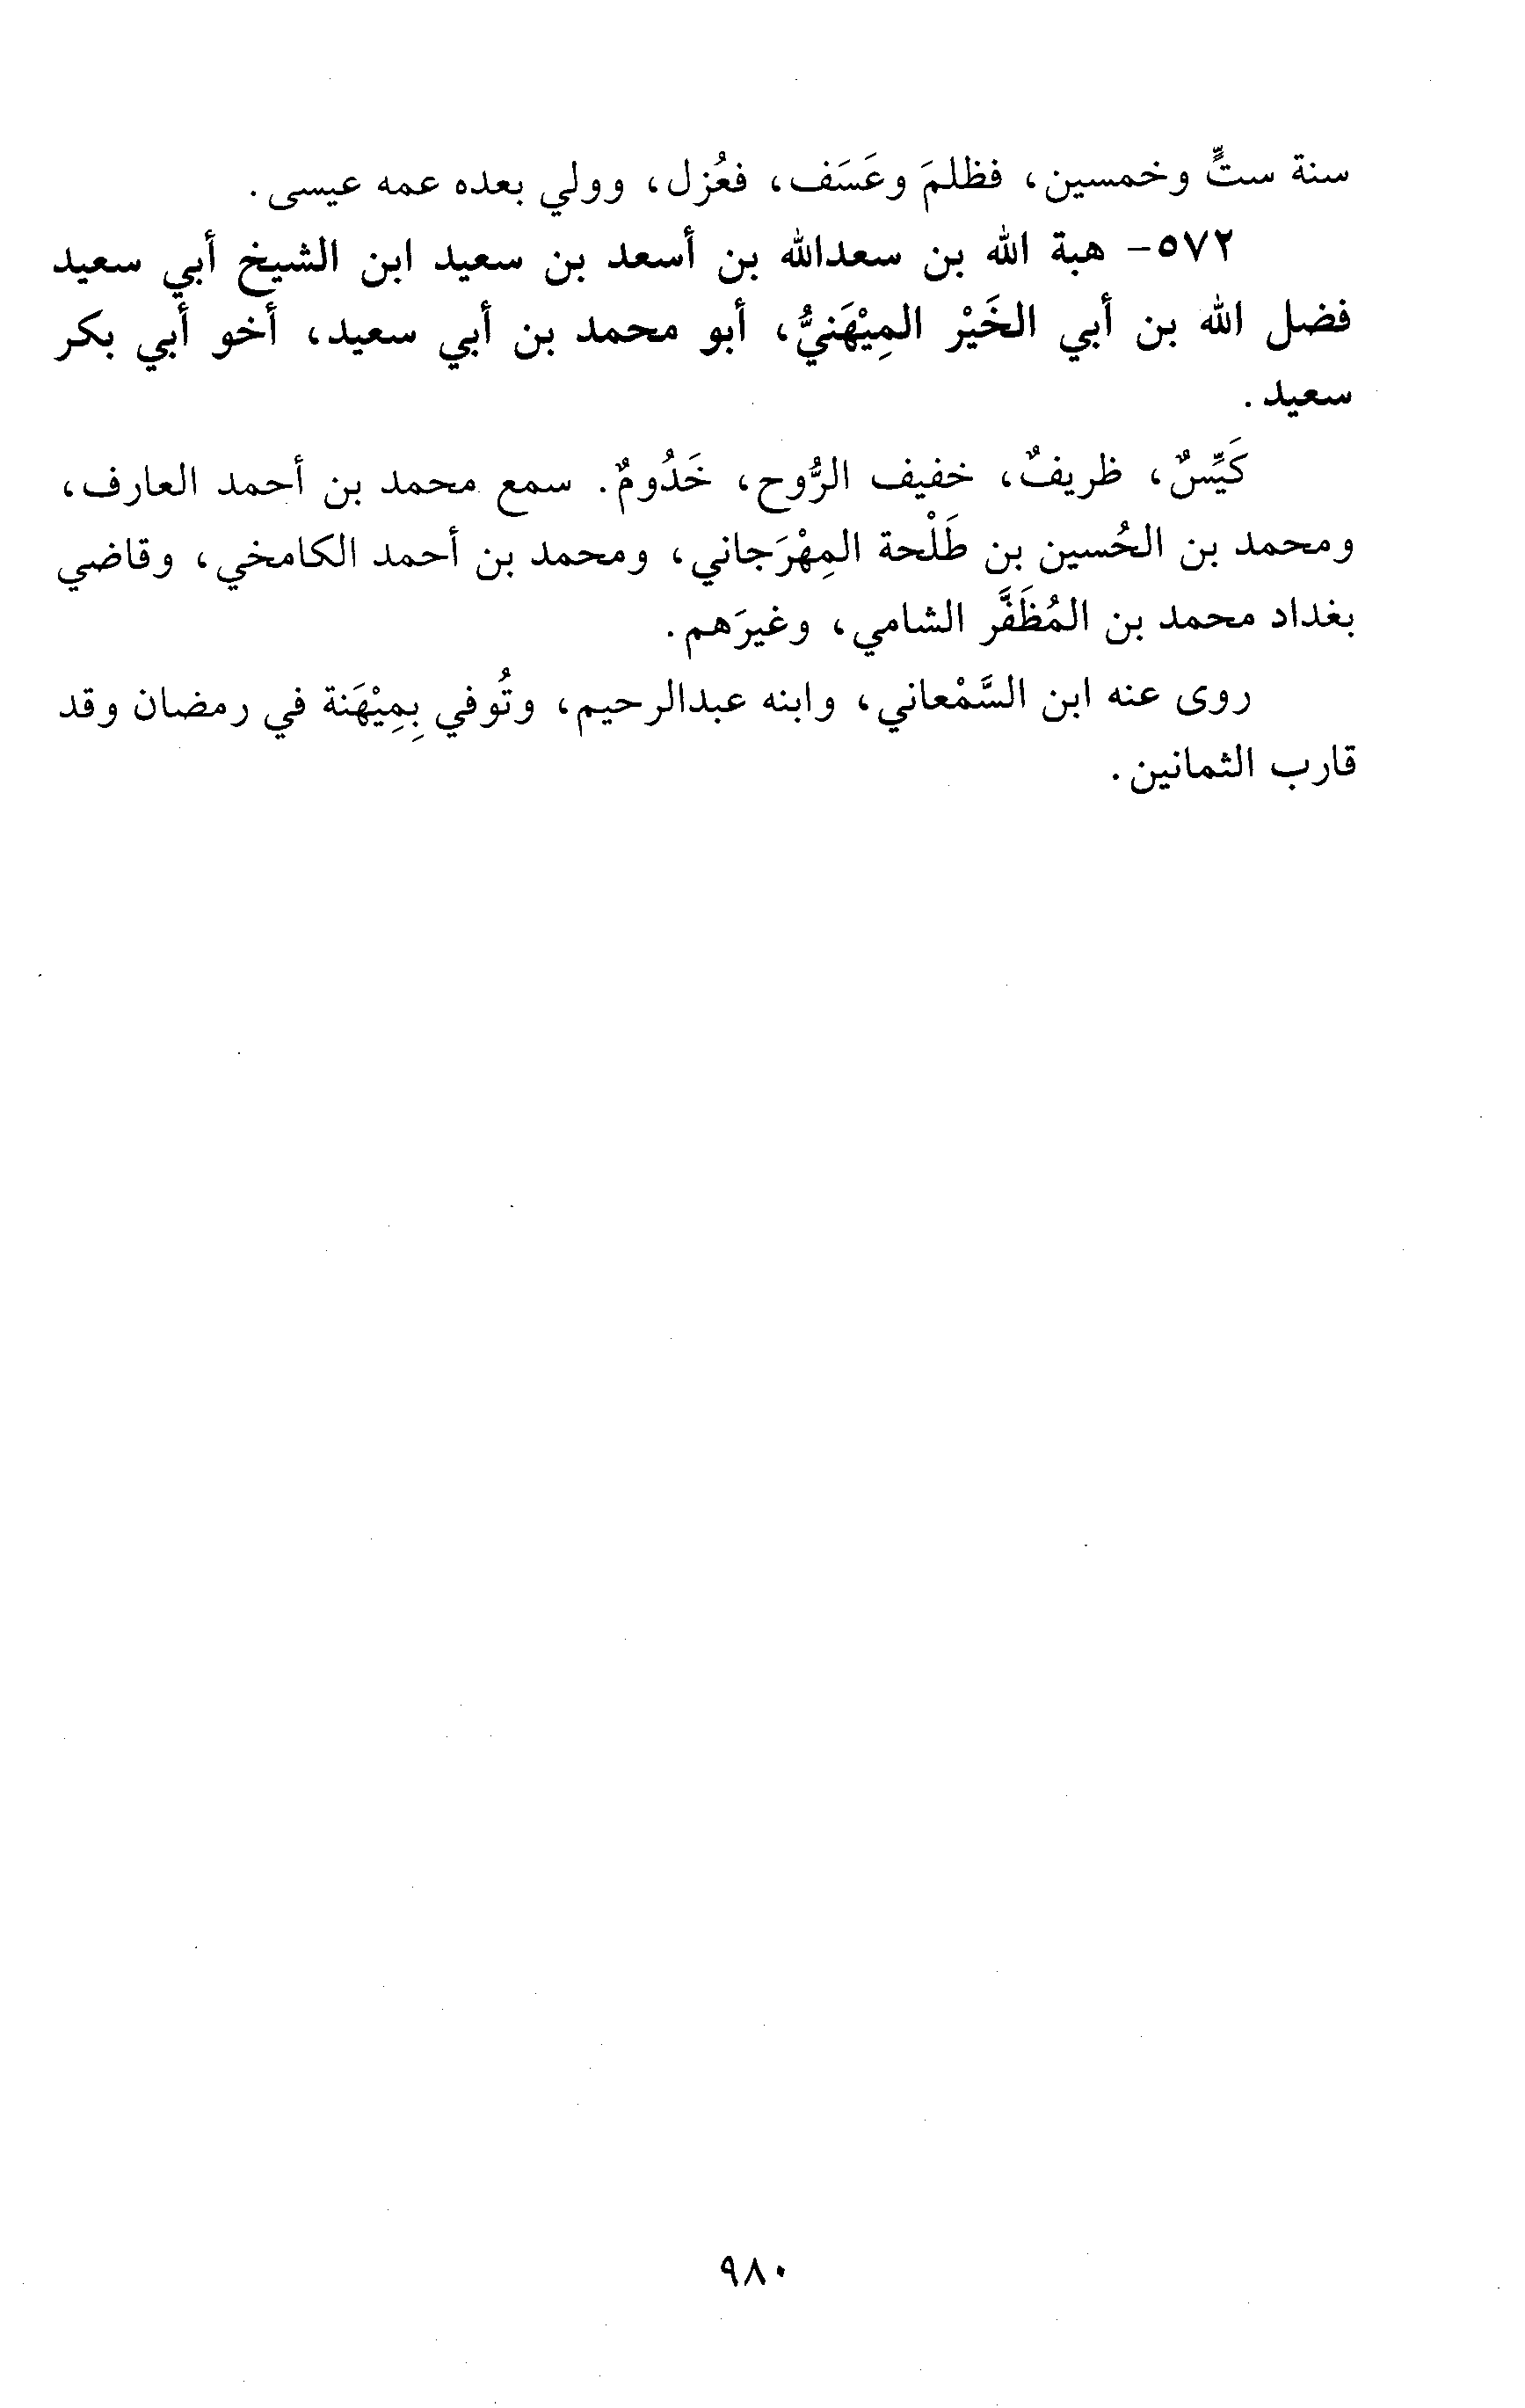 سنة ستٍّ وخمسين، فظلمَ وعَسَف، فعُزل، وولي بعده عمه عيسى.
٥٧٢- هبة الله بن سعدالله بن أسعد بن سعيد ابن الشيخ أبي سعيد
فضل الله بن أبي الخَيْر المِيْهَنيُّ، أبو محمد بن أبي سعيد، أخو أبي بكر
سعيد.
كَيِّسٌ، ظريفٌ، خفيف الرُّوح، خَدُومٌ. سمع محمد بن أحمد العارف،
ومحمد بن الحُسين بن طَلْحة المِهْرَجاني، ومحمد بن أحمد الكامخي، وقاضي
بغداد محمد بن المُظَفَّر الشامي، وغيرَهم.
روى عنه ابن السَّمْعاني، وابنه عبدالرحيم، وتُوفي بِمِيْهَنة في رمضان وقد
قارب الثمانين.
٩٨٠